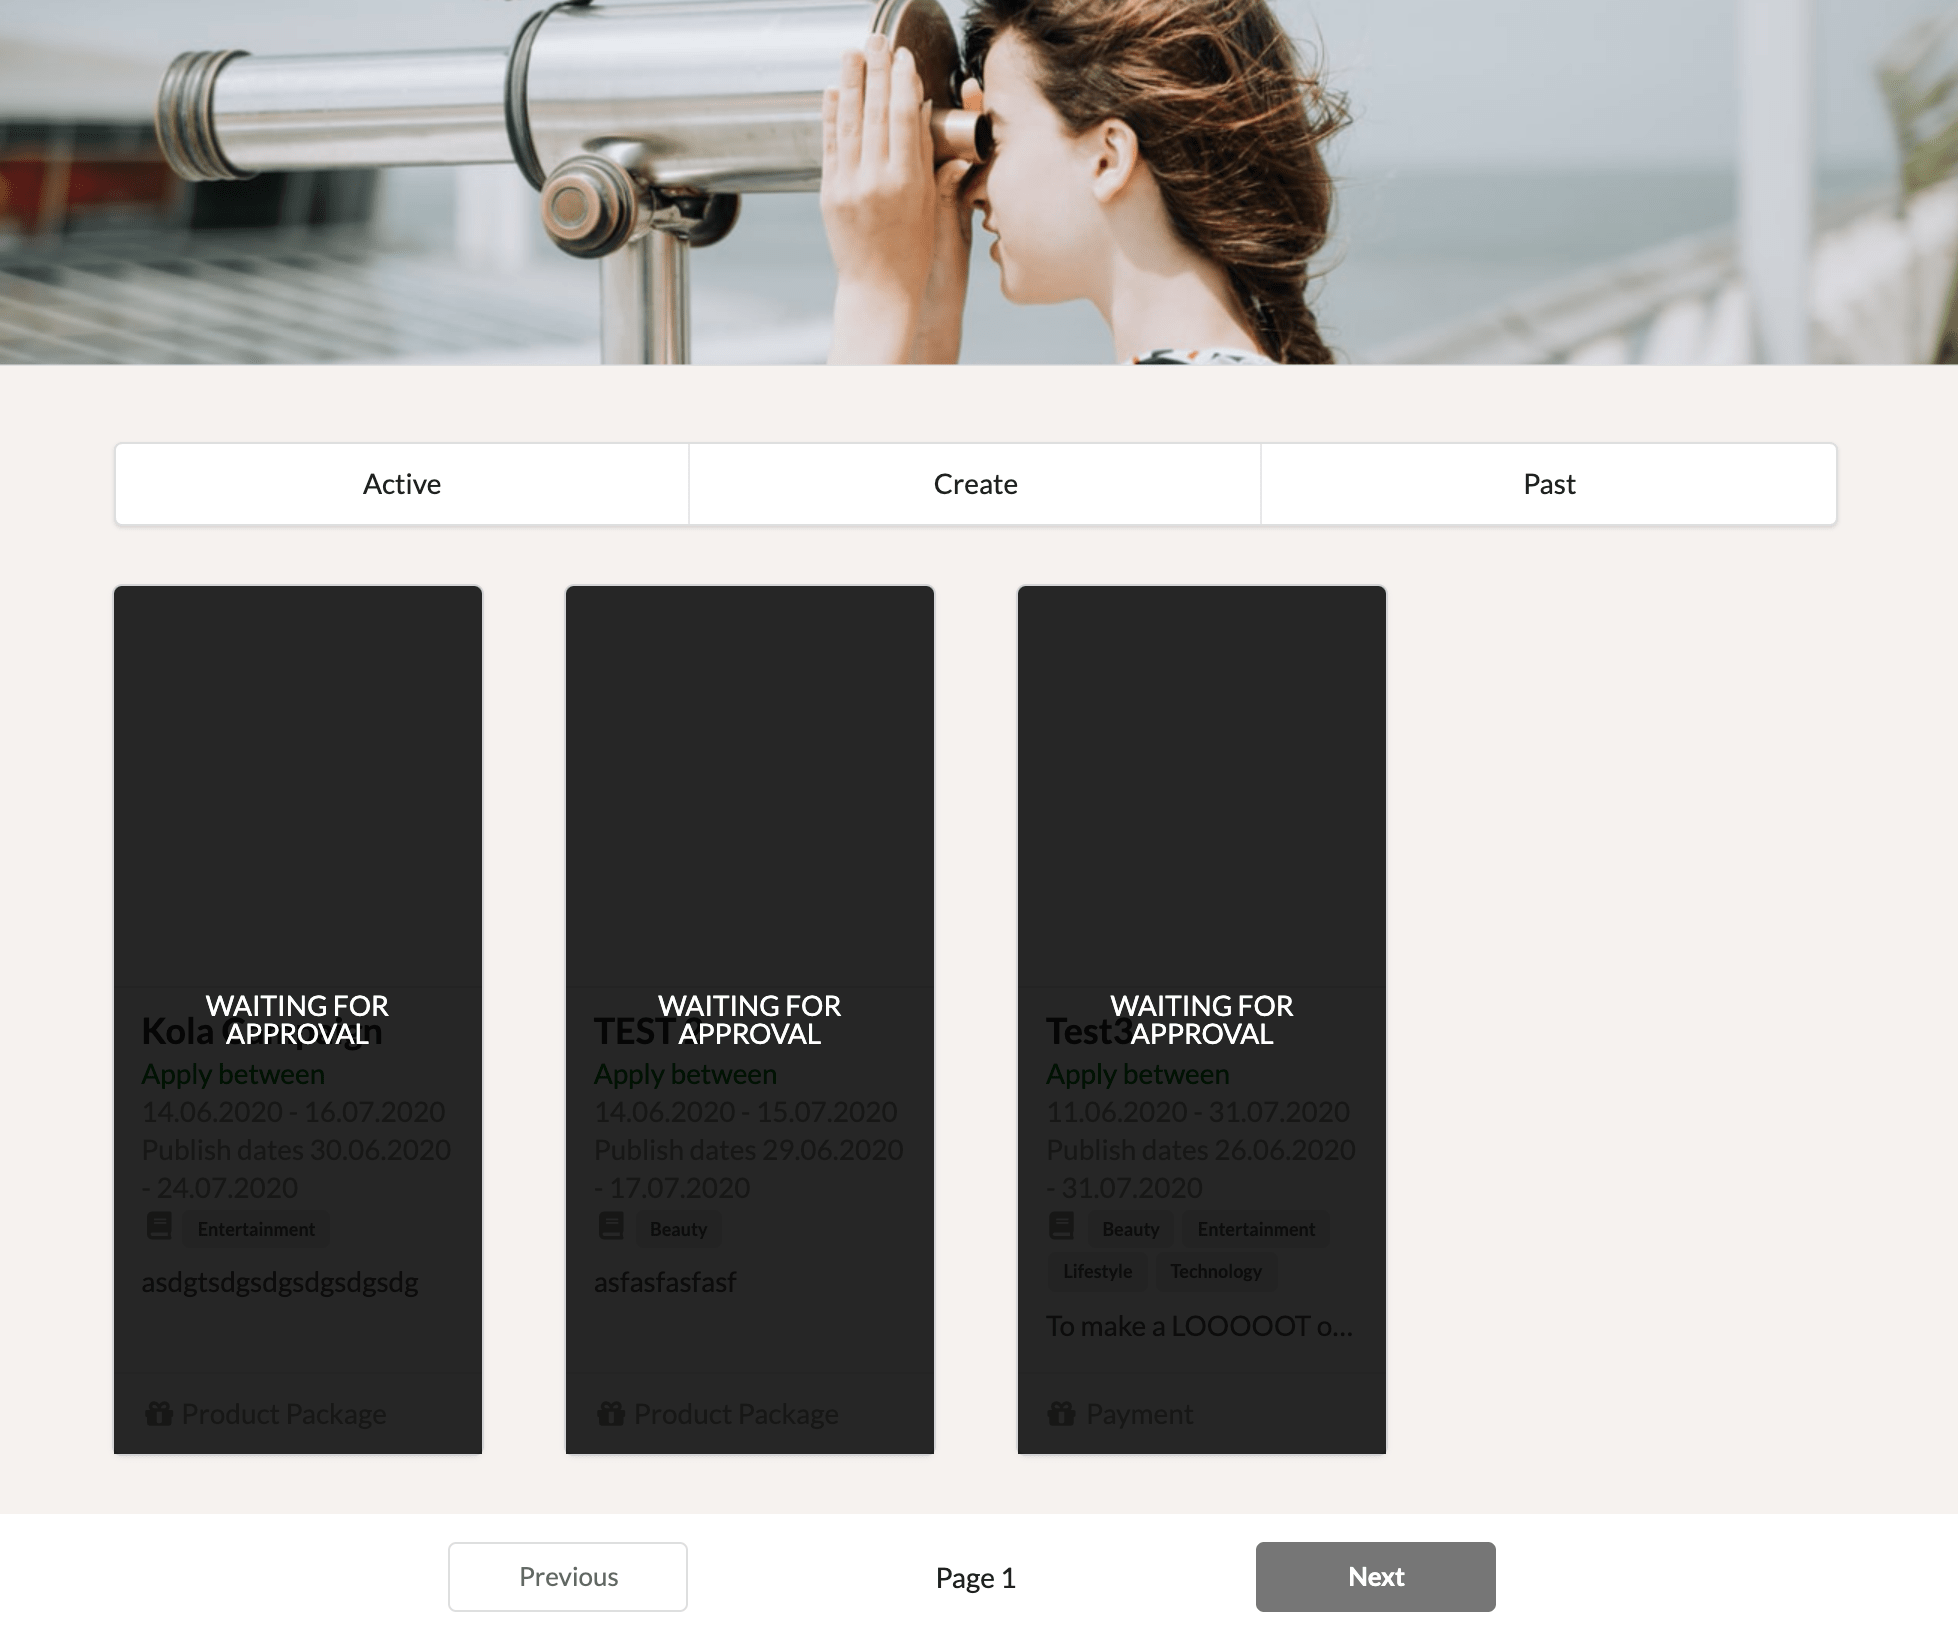 Active
Create
Past
WAITING FOR
APPROVAL
Kola
Apply between
14.06.2020 - 16.07.2020
Publish dates 30.06.2020
- 24.07.2020
Entertainment
asdgtsdgsdgsdgsdgsdg
Product Package
WAITING FOR
APPROVAL
TEST
Apply between
14.06.2020 - 15.07.2020
Publish dates 29.06.2020
- 17.07.2020
Beauty
asfasfasfasf
Product Package
WAITING FOR
APPROVAL
Test3
Apply between
11.06.2020 - 31.07.2020
Publish dates 26.06.2020
- 31.07.2020
Beauty Entertainment
Lifestyle Technology
To make a LOOOOOT o...
Payment
Previous
Page 1
Next